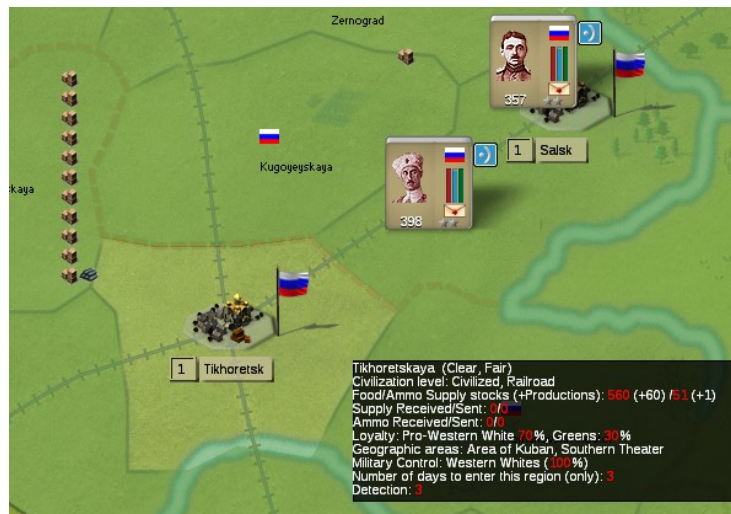 Zernograd
357
1 Salsk
Kugoyeyskaya
kaya
398
1 Tikhoretsk
Tikhoretskaya (Clear, Fair)
Civilization level: Civilized, Railroad
Food/Ammo Supply stocks (+Productions): 560 (+60) /51 (+1)
Supply Received/Sent: 0/0
Ammo Received/Sent: 0/0
Loyalty: Pro-Western White 70%, Greens: 30%
Geographic areas: Area of Kuban, Southern Theater
Military Control: Western Whites (100%)
Number of days to enter this region (only): 3
Detection: 3